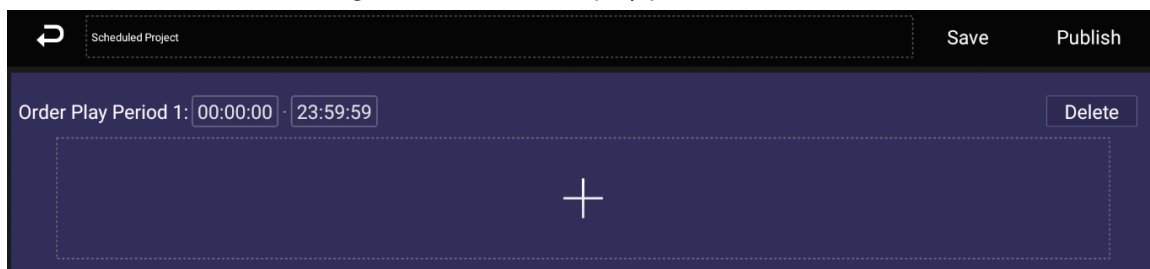 Scheduled Project Save Publish
Order Play Period 1: 00:00:00 - 23:59:59 Delete